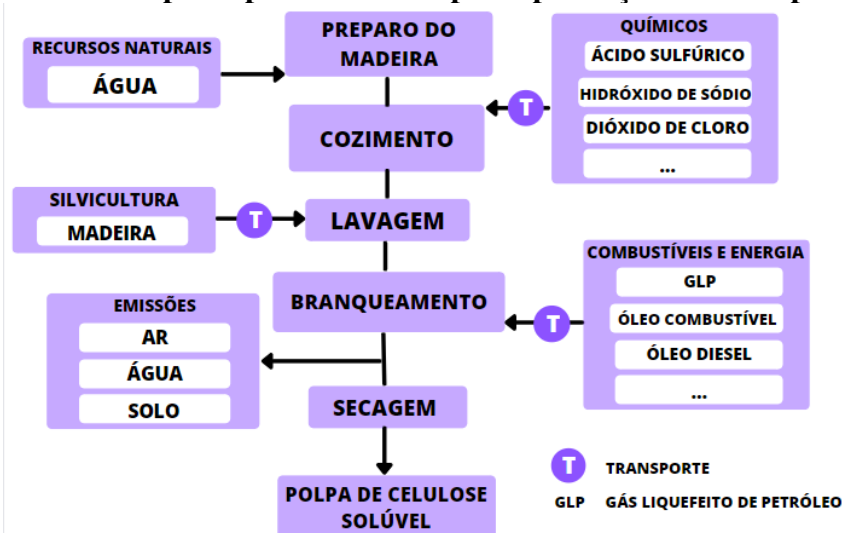 RECURSOS NATURAIS
ÁGUA
PREPARO DO
MADEIRA
QUÍMICOS
ÁCIDO SULFÚRICO
HIDRÓXIDO DE SÓDIO
DIÓXIDO DE CLORO
...
T
COZIMENTO
SILVICULTURA
MADEIRA
T
LAVAGEM
COMBUSTÍVEIS E ENERGIA
GLP
ÓLEO COMBUSTÍVEL
ÓLEO DIESEL
...
T
BRANQUEAMENTO
EMISSÕES
AR
ÁGUA
SOLO
SECAGEM
POLPA DE CELULOSE
SOLÚVEL
T TRANSPORTE
GLP GÁS LIQUEFEITO DE PETRÓLEO